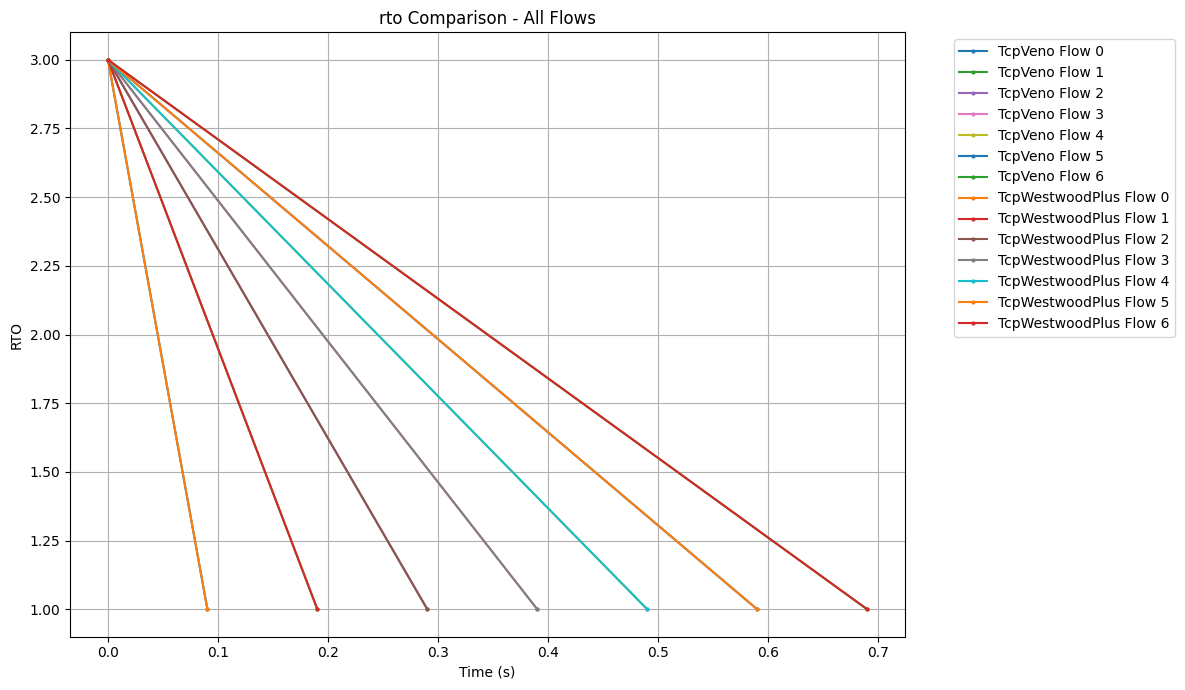 rto Comparison - All Flows
3.00
2.75
2.50
2.25
2.00
1.75
1.50
1.25
1.00
RTO
0.0 0.1 0.2 0.3 0.4 0.5 0.6 0.7
Time (s)
TcpVeno Flow 0
TcpVeno Flow 1
TcpVeno Flow 2
TcpVeno Flow 3
TcpVeno Flow 4
TcpVeno Flow 5
TcpVeno Flow 6
TcpWestwoodPlus Flow 0
TcpWestwoodPlus Flow 1
TcpWestwoodPlus Flow 2
TcpWestwoodPlus Flow 3
TcpWestwoodPlus Flow 4
TcpWestwoodPlus Flow 5
TcpWestwoodPlus Flow 6